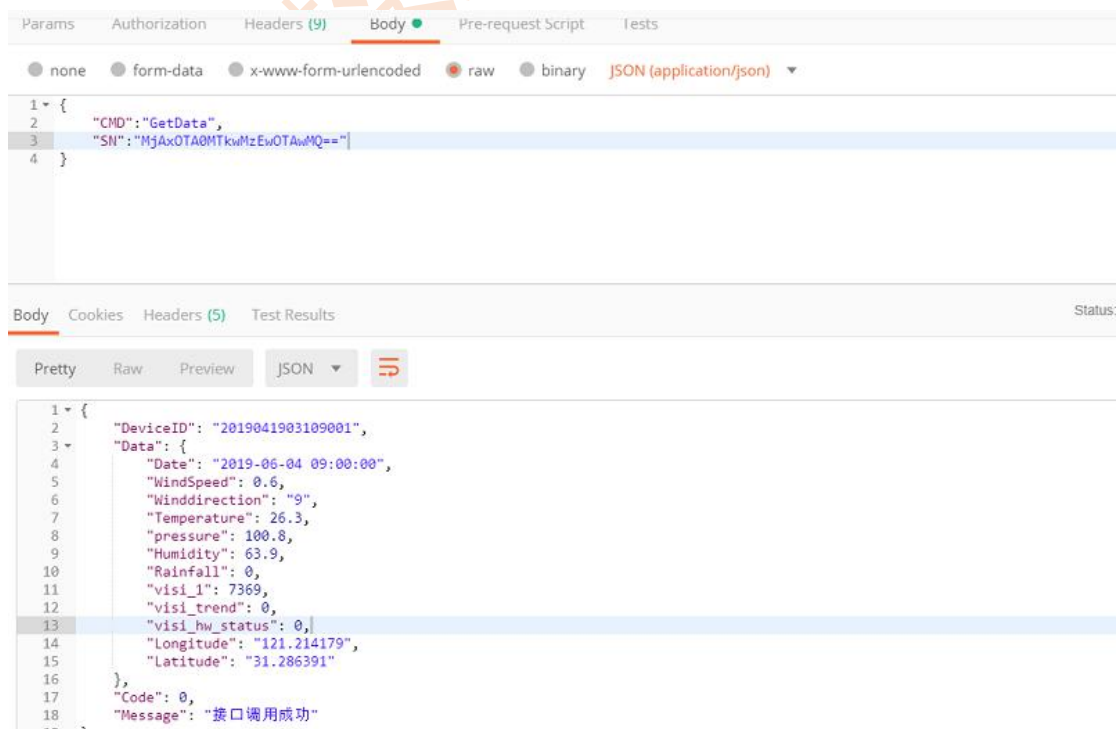 Params Authorization Headers (9) Body Pre-request Script Tests
none form-data x-www-form-urlencoded raw binary JSON (application/json)
1 {
2 "CMD":"GetData",
3 "SN":"MjAxOTA0MTkwMzEwOTAwMQ=="
4 }
Body Cookies Headers (5) Test Results Status:
Pretty Raw Preview JSON
1 {
2 "DeviceID": "2019041903109001",
3 "Data": {
4 "Date": "2019-06-04 09:00:00",
5 "WindSpeed": 0.6,
6 "Winddirection": "9",
7 "Temperature": 26.3,
8 "pressure": 100.8,
9 "Humidity": 63.9,
10 "Rainfall": 0,
11 "visi_1": 7369,
12 "visi_trend": 0,
13 "visi_hw_status": 0,
14 "Longitude": "121.214179",
15 "Latitude": "31.286391"
16 },
17 "Code": 0,
18 "Message": "接口调用成功"